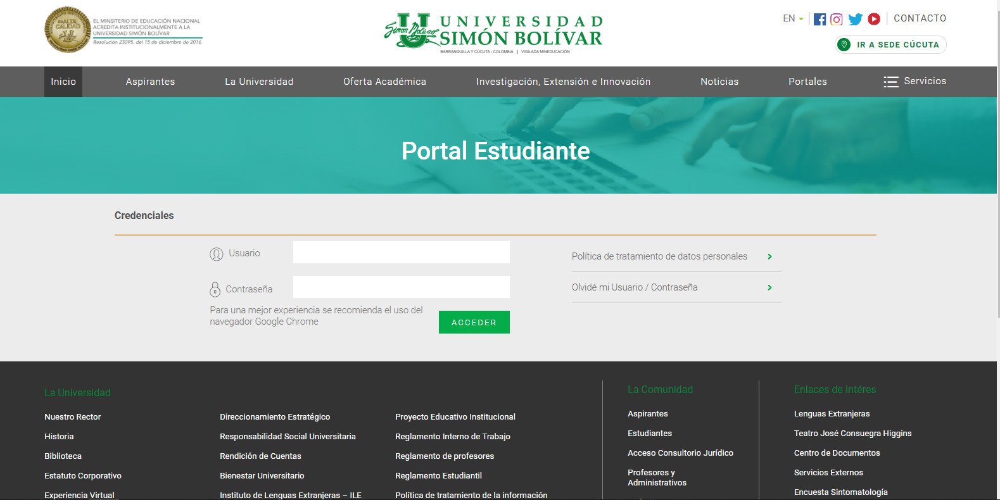 DE ALTA
CALIDAD
UNIVERSIDAD SIMÓN BOLÍVAR
EL MINSITERIO DE EDUCACIÓN NACIONAL
ACREDITA INSTITUCIONALMENTE A LA
UNIVERSIDAD SIMÓN BOLÍVAR
Resolución 23095, del 15 de diciembre de 2016
Simón Bolívar
UNIVERSIDAD
SIMÓN BOLÍVAR
BARRANQUILLA Y CÚCUTA - COLOMBIA | VIGILADA MINEDUCACIÓN
EN
CONTACTO
IR A SEDE CÚCUTA
Inicio
Aspirantes
La Universidad
Oferta Académica
Investigación, Extensión e Innovación
Noticias
Portales
Servicios
Portal Estudiante
Credenciales
Usuario
Contraseña
Para una mejor experiencia se recomienda el uso del
navegador Google Chrome
ACCEDER
Política de tratamiento de datos personales
Olvidé mi Usuario / Contraseña
La Universidad
Nuestro Rector
Historia
Biblioteca
Estatuto Corporativo
Experiencia Virtual
Direccionamiento Estratégico
Responsabilidad Social Universitaria
Rendición de Cuentas
Bienestar Universitario
Instituto de Lenguas Extranjeras – ILE
Proyecto Educativo Institucional
Reglamento Interno de Trabajo
Reglamento de profesores
Reglamento Estudiantil
Política de tratamiento de la información
La Comunidad
Aspirantes
Estudiantes
Acceso Consultorio Jurídico
Profesores y
Administrativos
Enlaces de Intéres
Lenguas Extranjeras
Teatro José Consuegra Higgins
Centro de Documentos
Servicios Externos
Encuesta Sintomatología